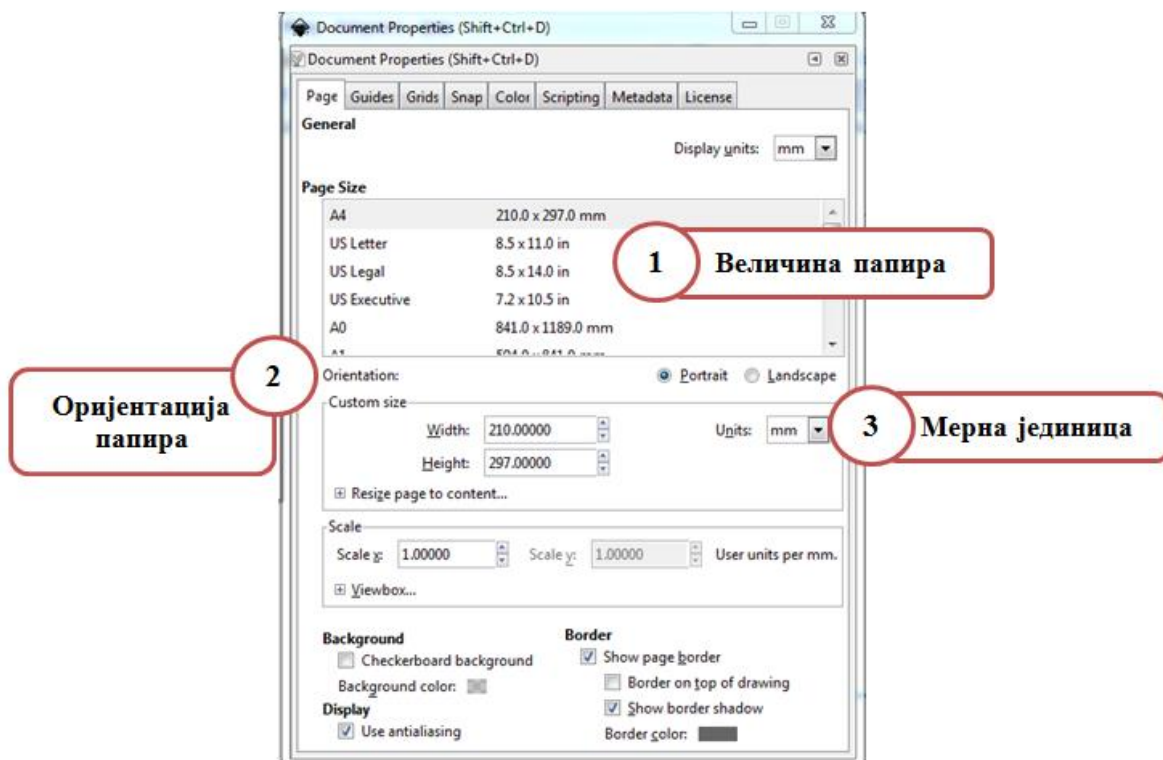 Document Properties (Shift+Ctrl+D)
Document Properties (Shift+Ctrl+D)
Page Guides Grids Snap Color Scripting Metadata License
General
Display units: mm
Page Size
A4 210.0 x 297.0 mm
US Letter 8.5 x 11.0 in
US Legal 8.5 x 14.0 in
US Executive 7.2 x 10.5 in
A0 841.0 x 1189.0 mm
1 Величина папира
2 Оријентација
папира
Orientation: Portrait Landscape
Custom size
Width: 210.00000 Units: mm
3 Мерна јединица
Height: 297.00000
Resize page to content...
Scale
Scale x: 1.00000 Scale y: 1.00000 User units per mm.
Viewbox...
Background
Checkerboard background
Background color:
Display
Use antialiasing
Border
Show page border
Border on top of drawing
Show border shadow
Border color: